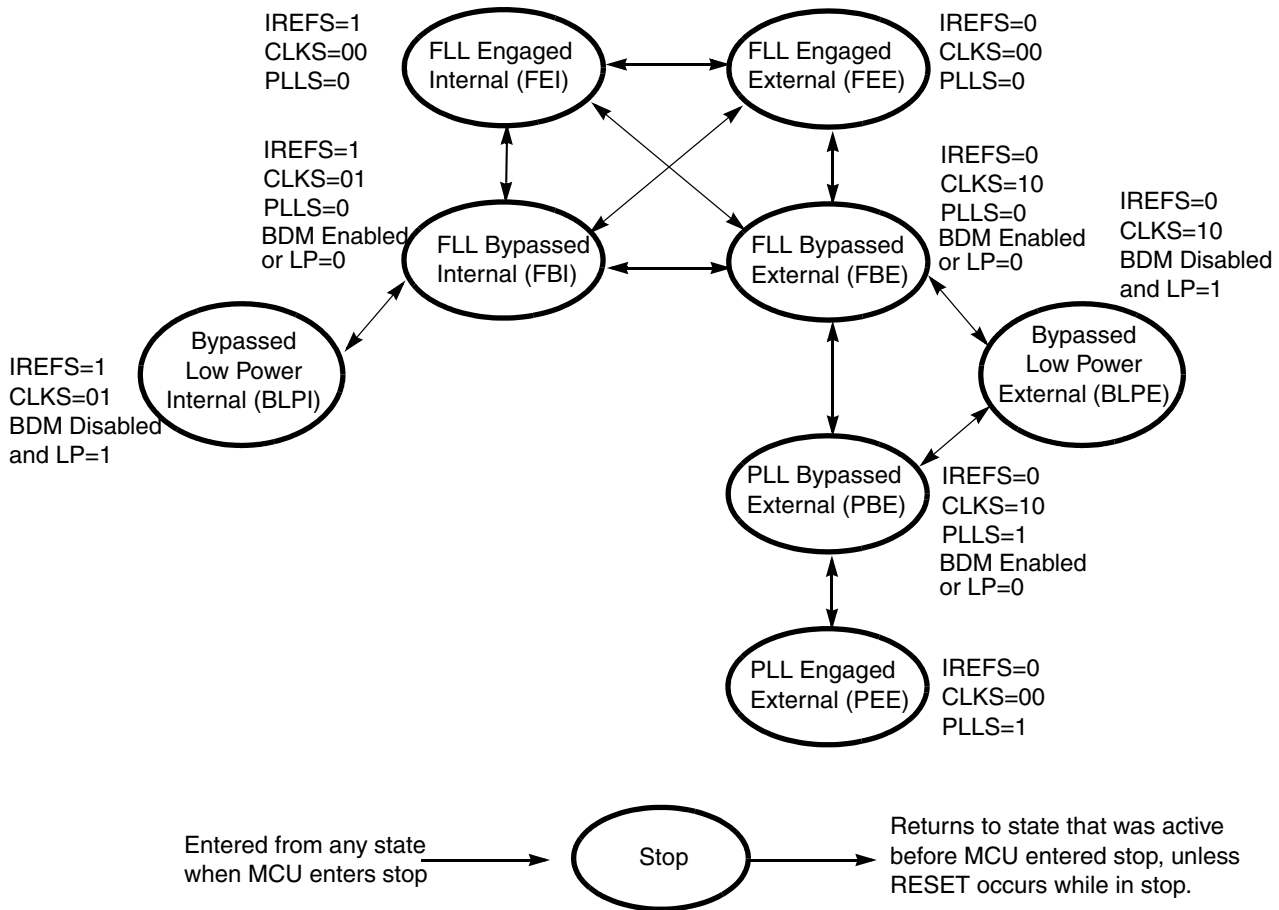 IREFS=1
CLKS=00
PLLS=0
FLL Engaged
Internal (FEI)
FLL Engaged
External (FEE)
IREFS=0
CLKS=00
PLLS=0
IREFS=1
CLKS=01
PLLS=0
BDM Enabled
or LP=0
FLL Bypassed
Internal (FBI)
FLL Bypassed
External (FBE)
IREFS=0
CLKS=10
PLLS=0
BDM Enabled
or LP=0
IREFS=0
CLKS=10
BDM Disabled
and LP=1
IREFS=1
CLKS=01
BDM Disabled
and LP=1
Bypassed
Low Power
Internal (BLPI)
Bypassed
Low Power
External (BLPE)
PLL Bypassed
External (PBE)
IREFS=0
CLKS=10
PLLS=1
BDM Enabled
or LP=0
PLL Engaged
External (PEE)
IREFS=0
CLKS=00
PLLS=1
Entered from any state
when MCU enters stop
Stop
Returns to state that was active
before MCU entered stop, unless
RESET occurs while in stop.